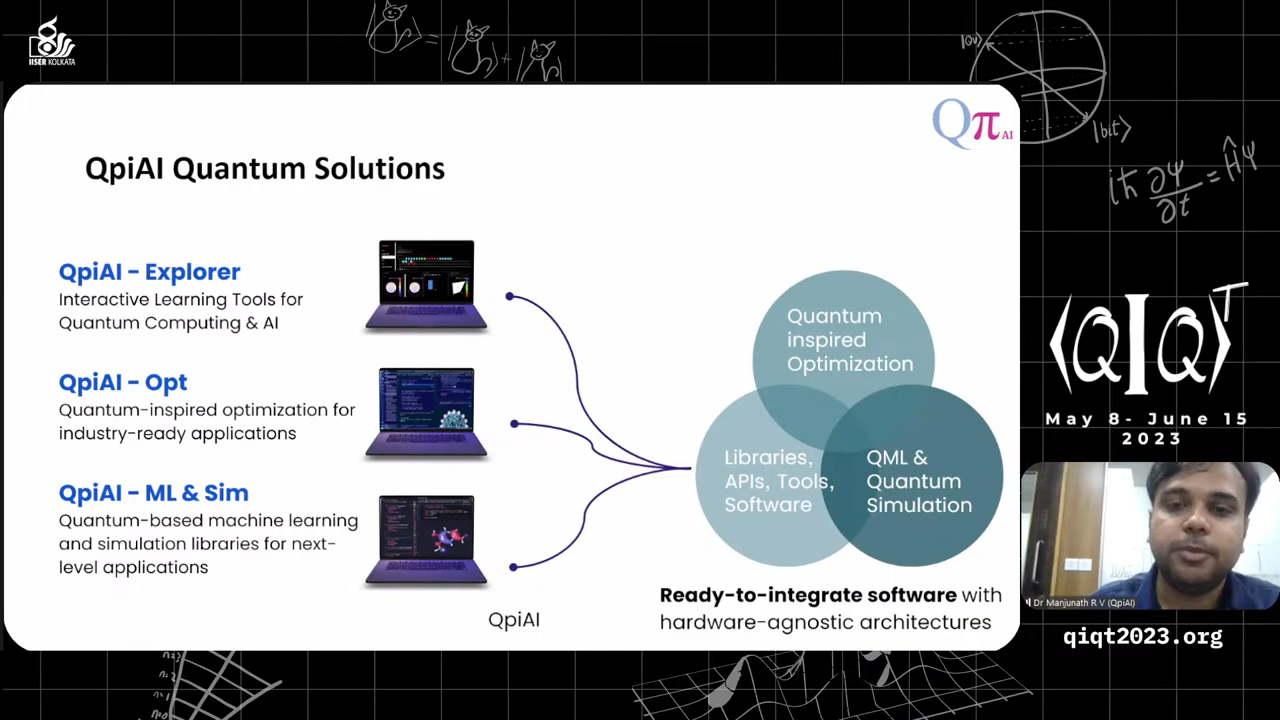 IISER KOLKATA
QπAI
QpiAI Quantum Solutions
QpiAI – Explorer
Interactive Learning Tools for
Quantum Computing & AI
QpiAI – Opt
Quantum-inspired optimization for
industry-ready applications
QpiAI – ML & Sim
Quantum-based machine learning
and simulation libraries for next-
level applications
QpiAI
Quantum
inspired
Optimization
Libraries,
APIs, Tools,
Software
QML &
Quantum
Simulation
Ready-to-integrate software with
hardware-agnostic architectures
|bit⟩
iħ ∂ψ/∂t = Ĥψ
⟨QIQ⟩T
May 8- June 15
2023
Dr Manjunath R V (QpiAI)
qiqt2023.org